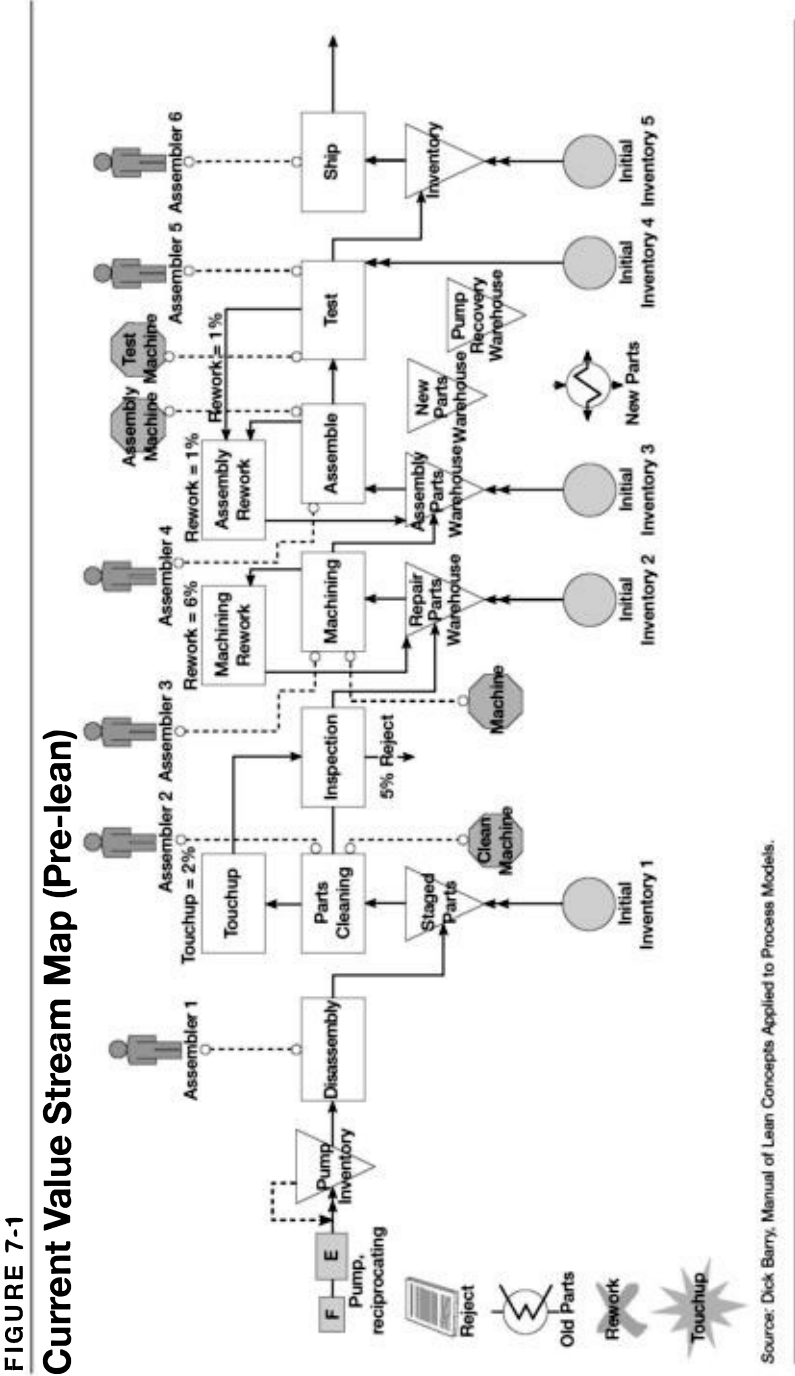 FIGURE 7-1
Current Value Stream Map (Pre-lean)
Assembler 1
Assembler 2
Assembler 3
Assembler 4
Assembly
Machine
Test
Machine
Assembler 5
Assembler 6
Touchup = 2%
Rework = 6%
Rework = 1%
Rework = 1%
Touchup
Machining
Rework
Assembly
Rework
F
E
Pump,
reciprocating
Pump
Inventory
Disassembly
Parts
Cleaning
Inspection
Machining
Assemble
Test
Ship
5% Reject
Staged
Parts
Repair
Parts
Warehouse
Assembly
Parts
Warehouse
New
Parts
Warehouse
Pump
Recovery
Warehouse
Inventory
Clean
Machine
Machine
Reject
Old Parts
Rework
Touchup
Initial
Inventory 1
Initial
Inventory 2
Initial
Inventory 3
New Parts
Initial
Inventory 4
Initial
Inventory 5
Source: Dick Barry, Manual of Lean Concepts Applied to Process Models.